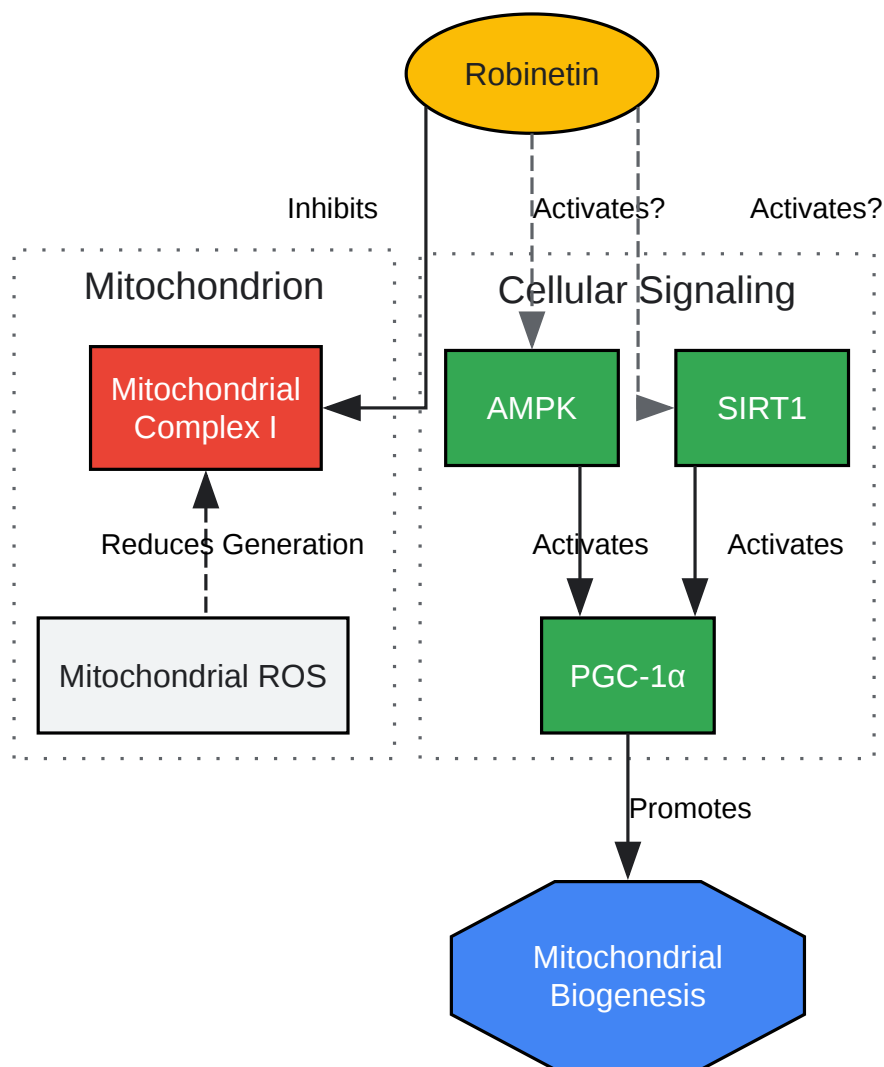 Robinetin
Inhibits
Activates?
Activates?
Mitochondrion
Cellular Signaling
Mitochondrial
Complex I
AMPK
SIRT1
Reduces Generation
Activates
Activates
Mitochondrial ROS
PGC-1α
Promotes
Mitochondrial
Biogenesis